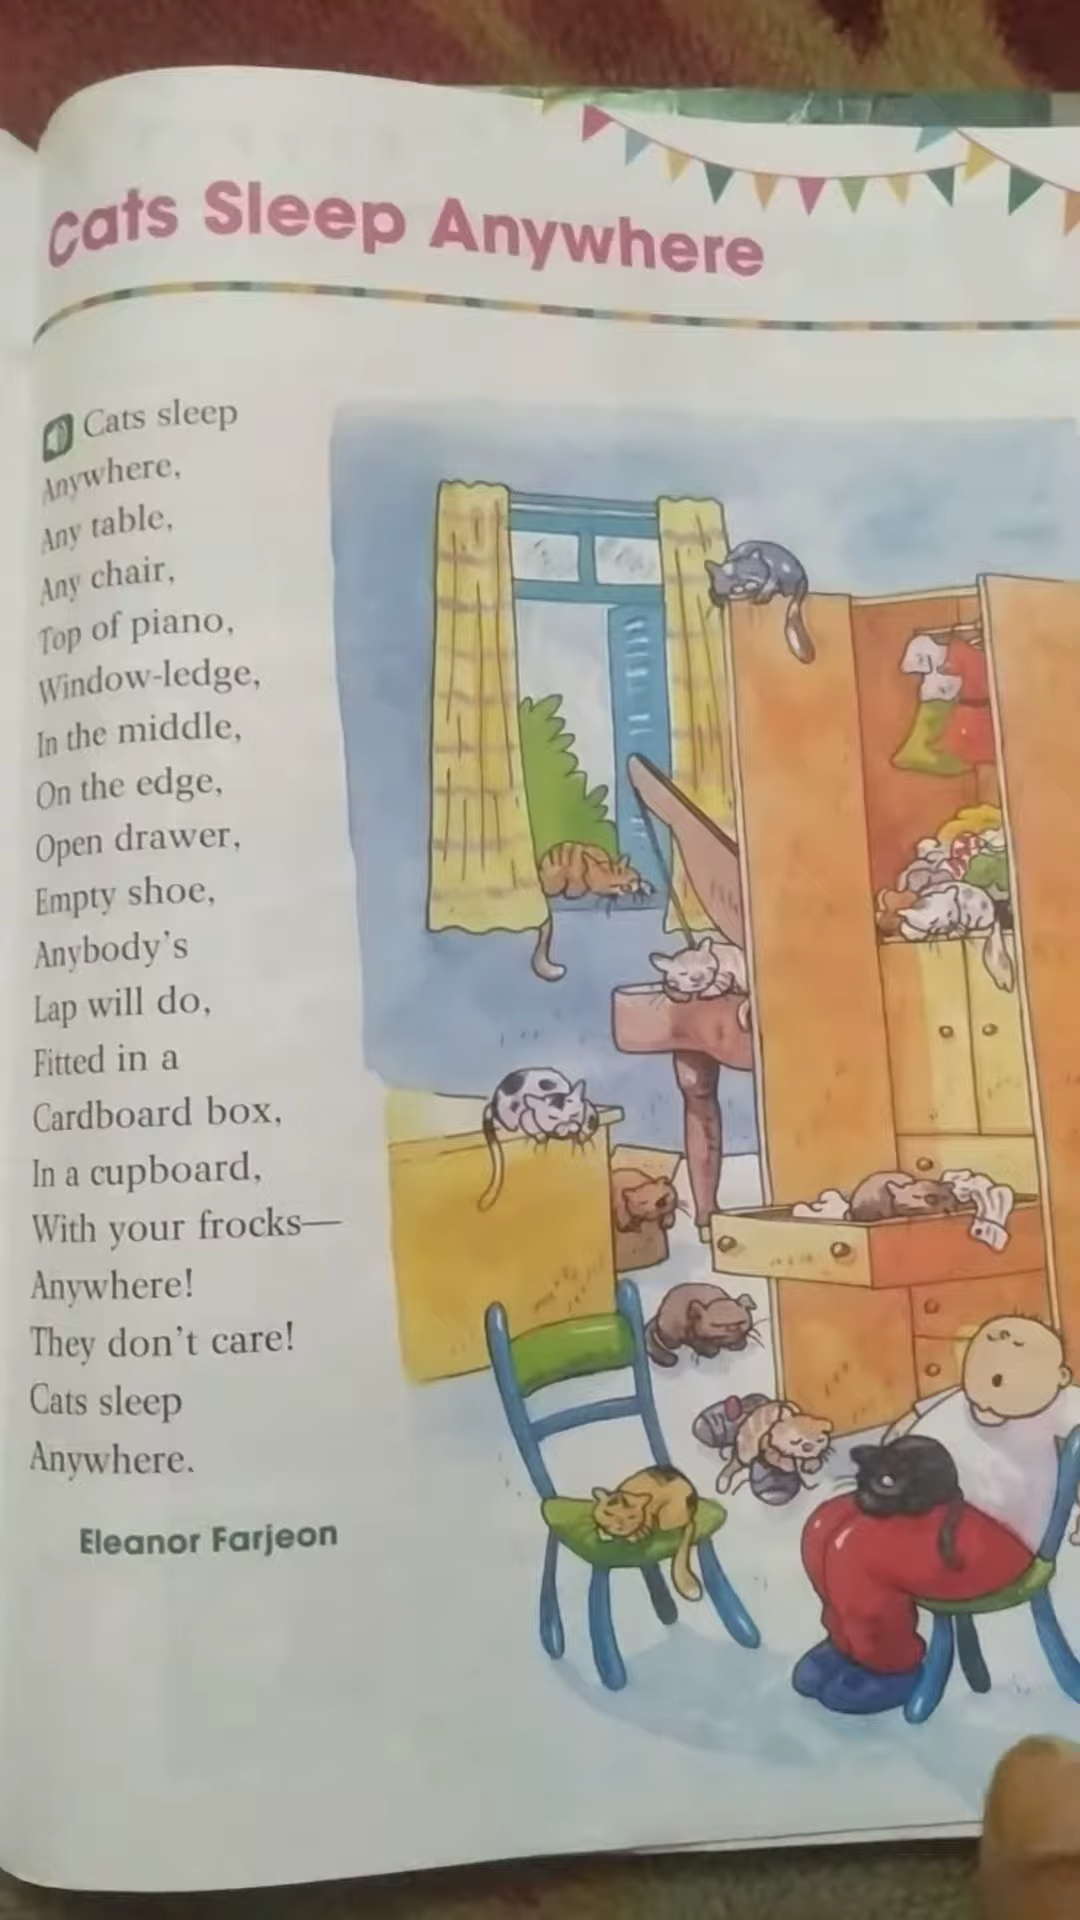 Cats Sleep Anywhere
Cats sleep
Anywhere,
Any table,
Any chair,
Top of piano,
Window-ledge,
In the middle,
On the edge,
Open drawer,
Empty shoe,
Anybody's
Lap will do,
Fitted in a
Cardboard box,
In a cupboard,
With your frocks—
Anywhere!
They don't care!
Cats sleep
Anywhere.
Eleanor Farjeon